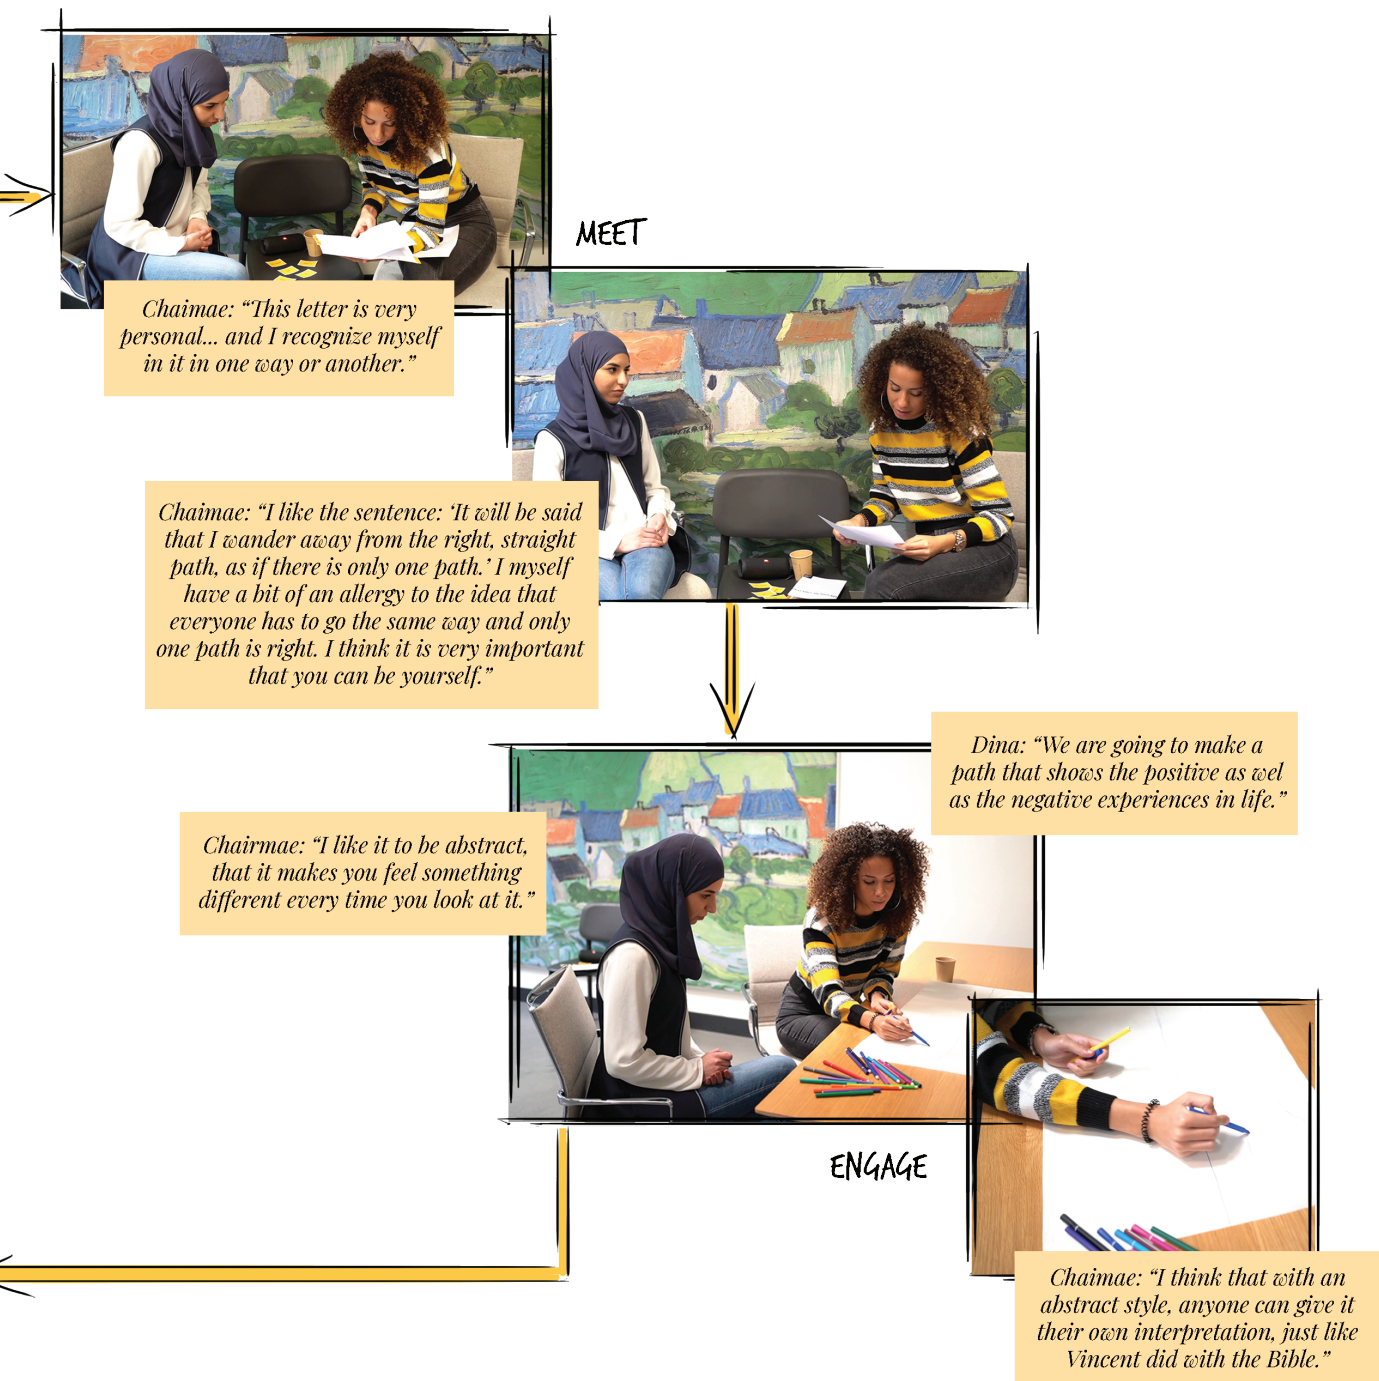 MEET
Chaimae: “This letter is very
personal... and I recognize myself
in it in one way or another.”
Chaimae: “I like the sentence: ‘It will be said
that I wander away from the right, straight
path, as if there is only one path.’ I myself
have a bit of an allergy to the idea that
everyone has to go the same way and only
one path is right. I think it is very important
that you can be yourself.”
Dina: “We are going to make a
path that shows the positive as wel
as the negative experiences in life.”
Chairmae: “I like it to be abstract,
that it makes you feel something
different every time you look at it.”
ENGAGE
Chaimae: “I think that with an
abstract style, anyone can give it
their own interpretation, just like
Vincent did with the Bible.”